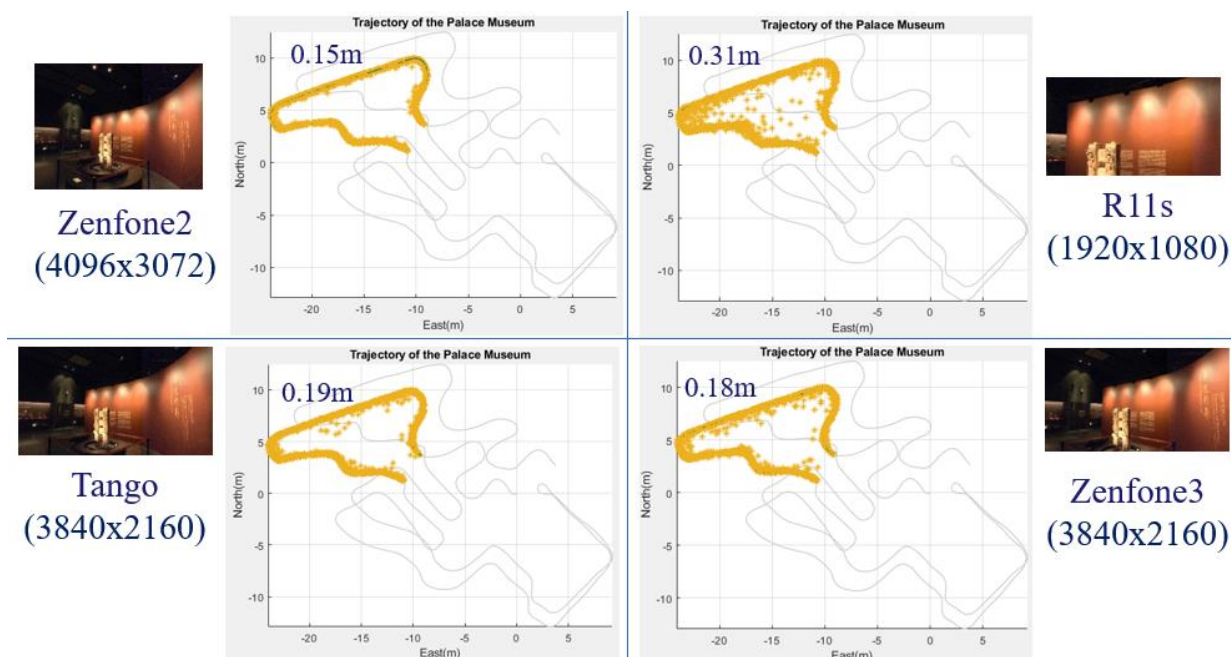 Trajectory of the Palace Museum
0.15m
10
5
0
-5
-10
North(m)
-20
-15
-10
-5
0
5
East(m)
Zenfone2
(4096x3072)
Trajectory of the Palace Museum
0.31m
10
5
0
-5
-10
North(m)
-20
-15
-10
-5
0
5
East(m)
R11s
(1920x1080)
Trajectory of the Palace Museum
0.19m
10
5
0
-5
-10
North(m)
-20
-15
-10
-5
0
5
East(m)
Tango
(3840x2160)
Trajectory of the Palace Museum
0.18m
10
5
0
-5
-10
North(m)
-20
-15
-10
-5
0
5
East(m)
Zenfone3
(3840x2160)